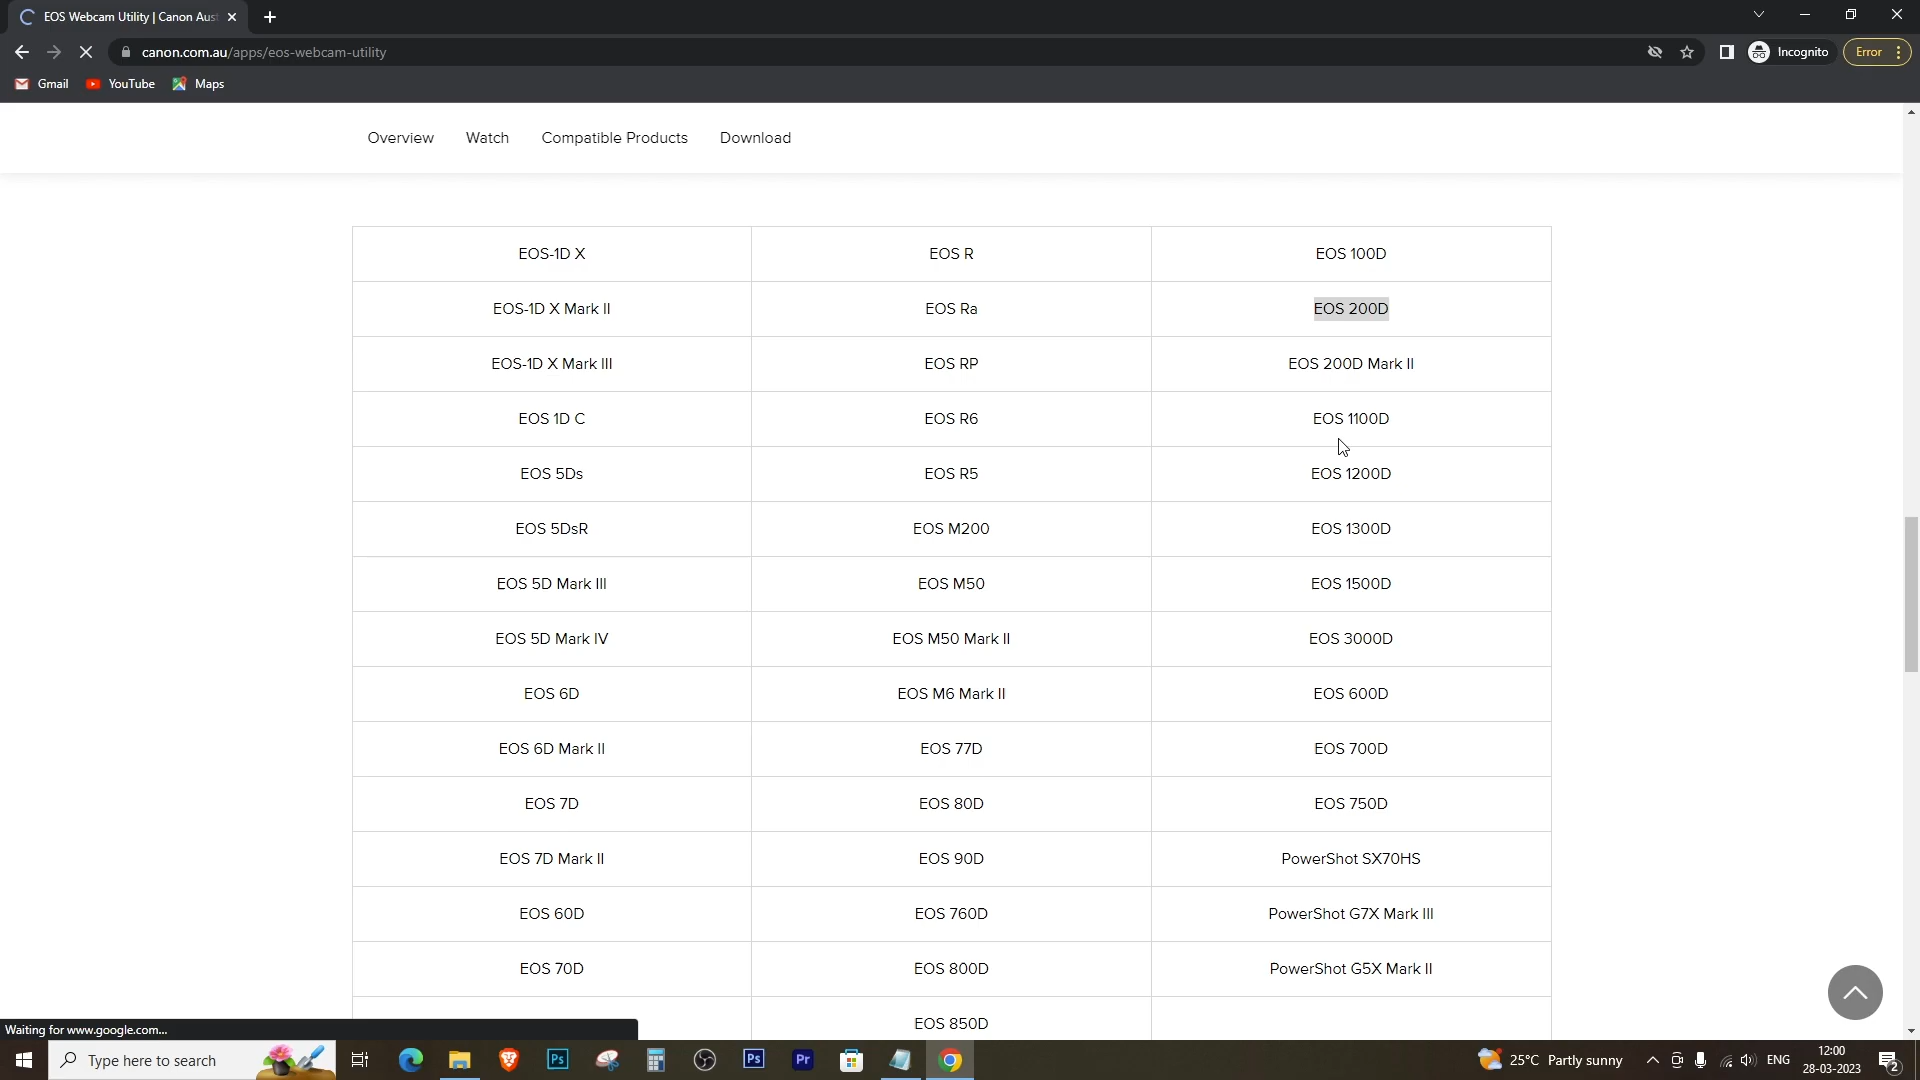 EOS Webcam Utility | Canon Aust
canon.com.au/apps/eos-webcam-utility
Incognito
Error
Gmail
YouTube
Maps
Overview
Watch
Compatible Products
Download
EOS-1D X
EOS R
EOS 100D
EOS-1D X Mark II
EOS Ra
EOS 200D
EOS-1D X Mark III
EOS RP
EOS 200D Mark II
EOS 1D C
EOS R6
EOS 1100D
EOS 5Ds
EOS R5
EOS 1200D
EOS 5DsR
EOS M200
EOS 1300D
EOS 5D Mark III
EOS M50
EOS 1500D
EOS 5D Mark IV
EOS M50 Mark II
EOS 3000D
EOS 6D
EOS M6 Mark II
EOS 600D
EOS 6D Mark II
EOS 77D
EOS 700D
EOS 7D
EOS 80D
EOS 750D
EOS 7D Mark II
EOS 90D
PowerShot SX70HS
EOS 60D
EOS 760D
PowerShot G7X Mark III
EOS 70D
EOS 800D
PowerShot G5X Mark II
EOS 850D
Waiting for www.google.com...
Type here to search
Ps
Ps
Pr
25°C Partly sunny
ENG
12:00
28-03-2023
2